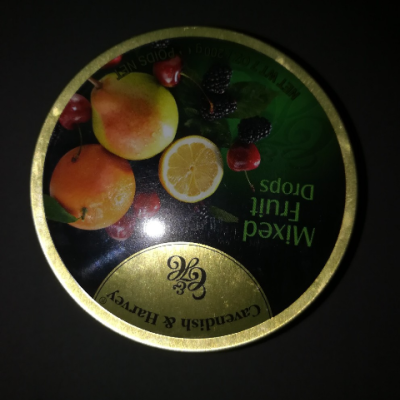 C&H
Cavendish & Harvey
Mixed
Fruit
Drops